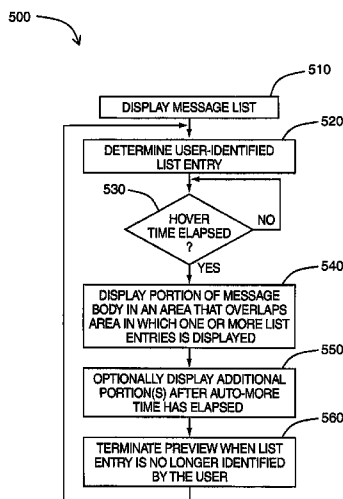 500
510
DISPLAY MESSAGE LIST
520
DETERMINE USER-IDENTIFIED
LIST ENTRY
530
HOVER
TIME ELAPSED
?
NO
YES
540
DISPLAY PORTION OF MESSAGE
BODY IN AN AREA THAT OVERLAPS
AREA IN WHICH ONE OR MORE LIST
ENTRIES IS DISPLAYED
550
OPTIONALLY DISPLAY ADDITIONAL
PORTION(S) AFTER AUTO-MORE
TIME HAS ELAPSED
560
TERMINATE PREVIEW WHEN LIST
ENTRY IS NO LONGER IDENTIFIED
BY THE USER